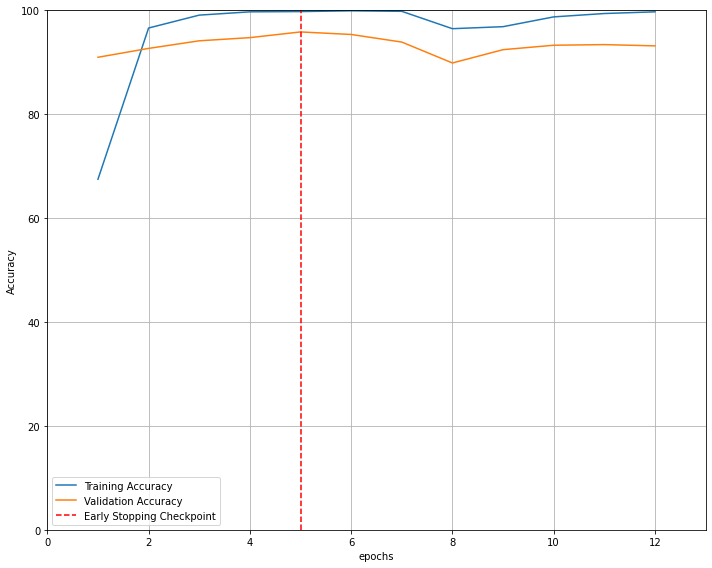 100
80
60
40
20
0
Accuracy
Training Accuracy
Validation Accuracy
Early Stopping Checkpoint
0 2 4 6 8 10 12
epochs